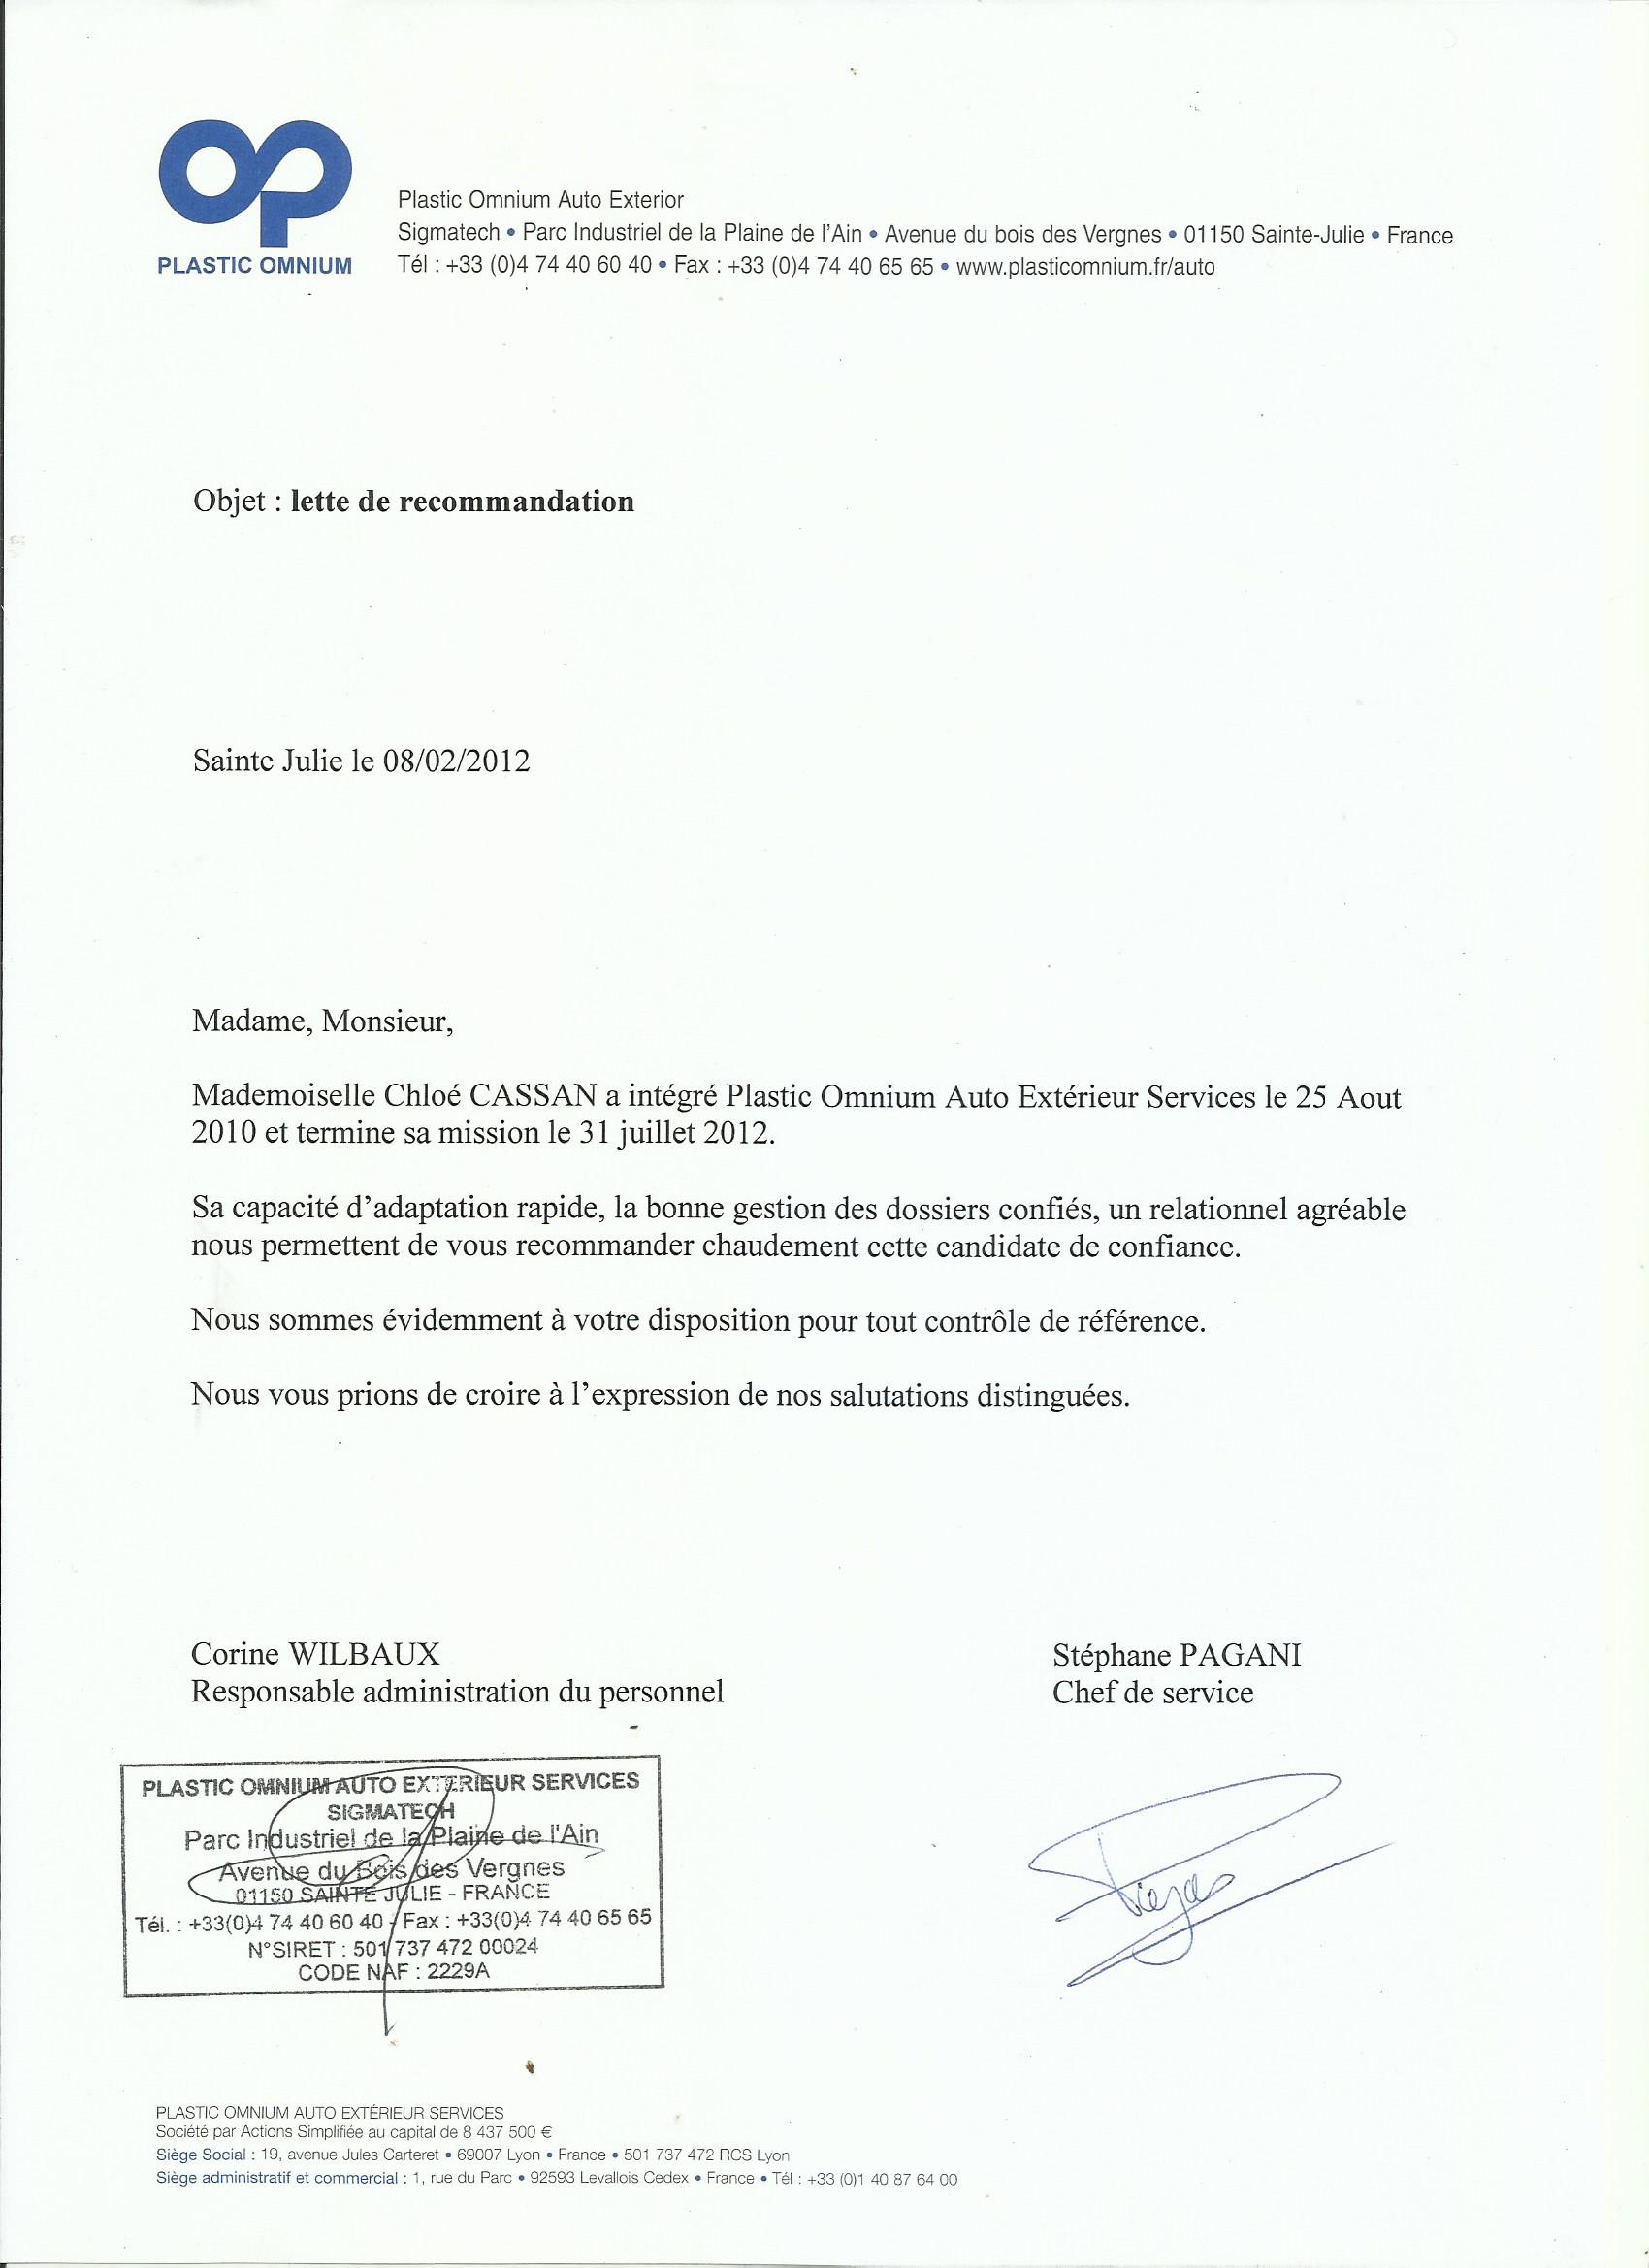 OP
PLASTIC OMNIUM
Plastic Omnium Auto Exterior
Sigmatech • Parc Industriel de la Plaine de l'Ain • Avenue du bois des Vergnes • 01150 Sainte-Julie • France
Tél : +33 (0)4 74 40 60 40 • Fax : +33 (0)4 74 40 65 65 • www.plasticomnium.fr/auto
Objet : lette de recommandation
Sainte Julie le 08/02/2012
Madame, Monsieur,
Mademoiselle Chloé CASSAN a intégré Plastic Omnium Auto Extérieur Services le 25 Aout
2010 et termine sa mission le 31 juillet 2012.
Sa capacité d'adaptation rapide, la bonne gestion des dossiers confiés, un relationnel agréable
nous permettent de vous recommander chaudement cette candidate de confiance.
Nous sommes évidemment à votre disposition pour tout contrôle de référence.
Nous vous prions de croire à l'expression de nos salutations distinguées.
Corine WILBAUX
Responsable administration du personnel
Stéphane PAGANI
Chef de service
PLASTIC OMNIUM AUTO EXTERIEUR SERVICES
SIGMATECH
Parc Industriel de la Plaine de l'Ain
Avenue du Bois des Vergnes
01150 SAINTE JULIE - FRANCE
Tél. : +33(0)4 74 40 60 40 - Fax : +33(0)4 74 40 65 65
N°SIRET : 501 737 472 00024
CODE NAF : 2229A
PLASTIC OMNIUM AUTO EXTÉRIEUR SERVICES
Société par Actions Simplifiée au capital de 8 437 500 €
Siège Social : 19, avenue Jules Carteret • 69007 Lyon • France • 501 737 472 RCS Lyon
Siège administratif et commercial : 1, rue du Parc • 92593 Levallois Cedex • France • Tél : +33 (0)1 40 87 64 00